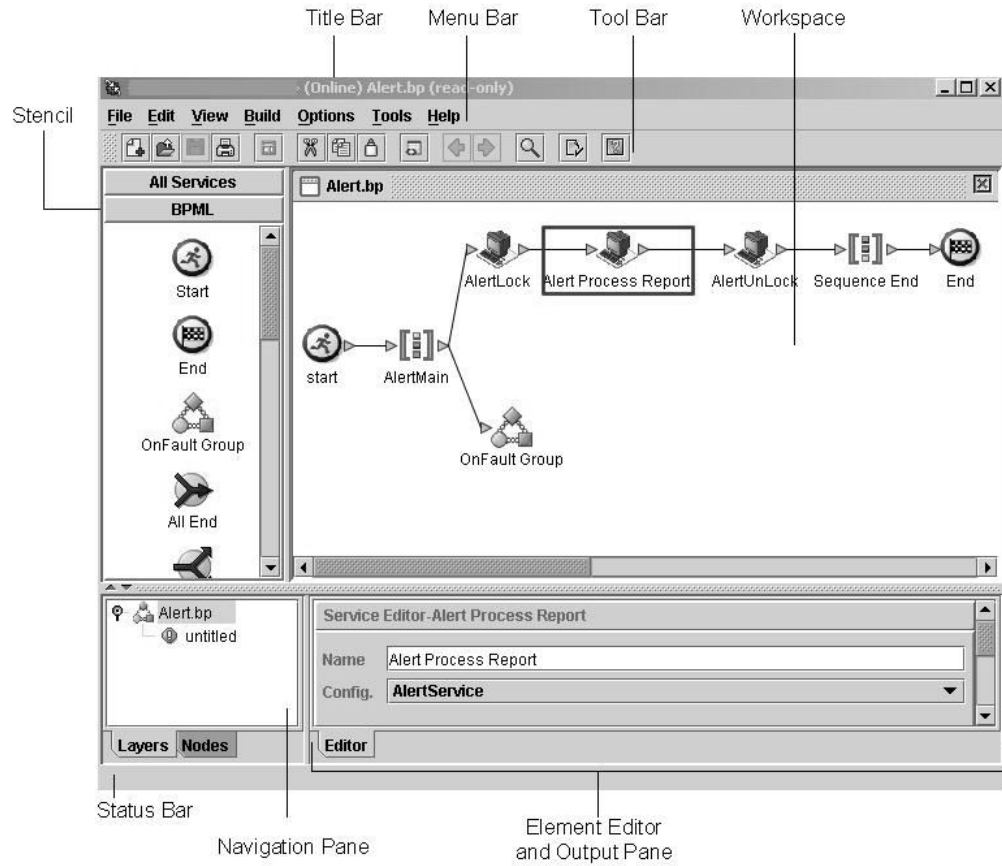 Title Bar
Menu Bar
Tool Bar
Workspace
Stencil
(Online) Alert.bp (read-only)
File Edit View Build Options Tools Help
All Services
BPML
Alert.bp
Start
End
OnFault Group
All End
AlertLock
Alert Process Report
AlertUnLock
Sequence End
End
start
AlertMain
OnFault Group
Alert.bp
untitled
Layers Nodes
Service Editor-Alert Process Report
Name Alert Process Report
Config. AlertService
Editor
Status Bar
Navigation Pane
Element Editor
and Output Pane